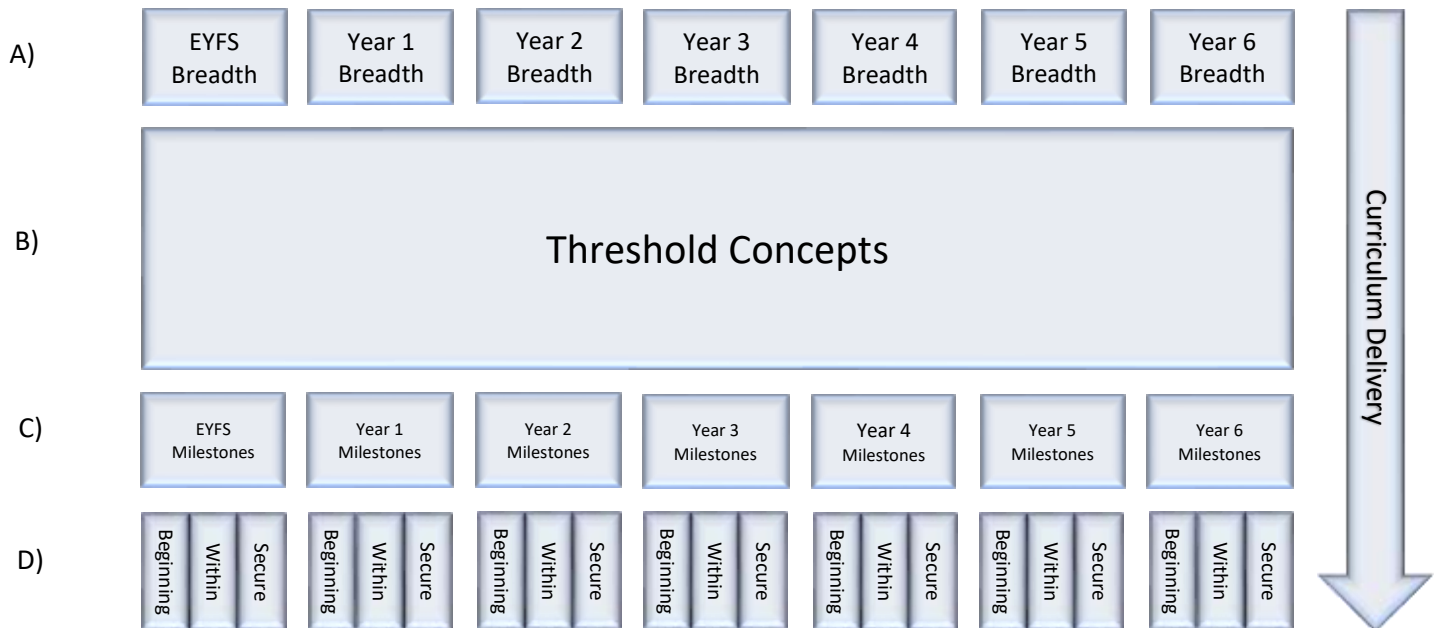 A)
EYFS
Breadth
Year 1
Breadth
Year 2
Breadth
Year 3
Breadth
Year 4
Breadth
Year 5
Breadth
Year 6
Breadth
B)
Threshold Concepts
C)
EYFS
Milestones
Year 1
Milestones
Year 2
Milestones
Year 3
Milestones
Year 4
Milestones
Year 5
Milestones
Year 6
Milestones
D)
Beginning
Within
Secure
Beginning
Within
Secure
Beginning
Within
Secure
Beginning
Within
Secure
Beginning
Within
Secure
Beginning
Within
Secure
Beginning
Within
Secure
Curriculum Delivery